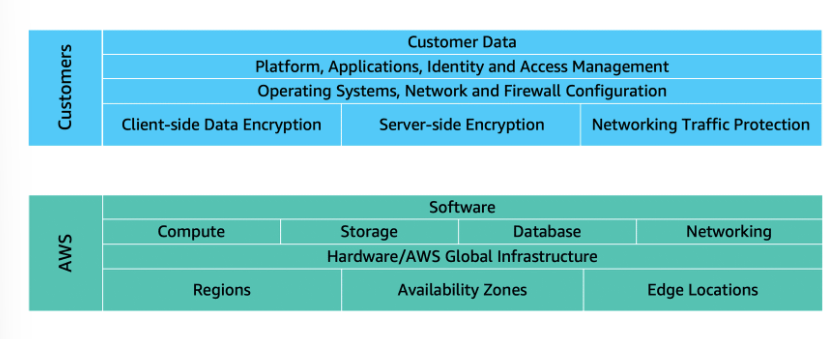 Customers
Customer Data
Platform, Applications, Identity and Access Management
Operating Systems, Network and Firewall Configuration
Client-side Data Encryption
Server-side Encryption
Networking Traffic Protection
AWS
Software
Compute
Storage
Database
Networking
Hardware/AWS Global Infrastructure
Regions
Availability Zones
Edge Locations